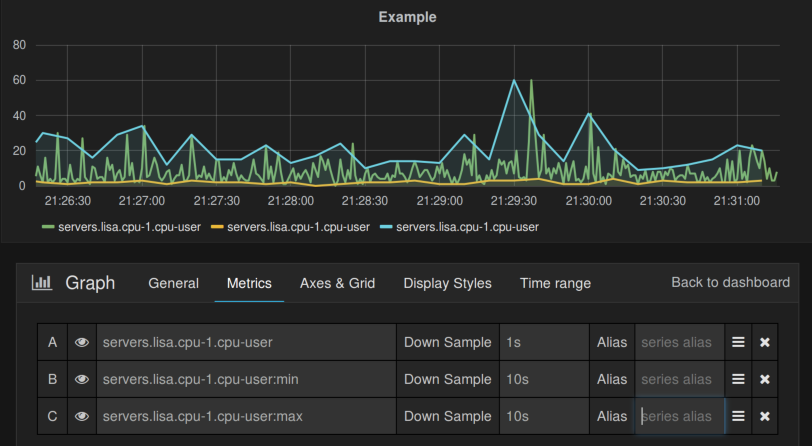 Example
80
60
40
20
0
21:26:30 21:27:00 21:27:30 21:28:00 21:28:30 21:29:00 21:29:30 21:30:00 21:30:30 21:31:00
servers.lisa.cpu-1.cpu-user servers.lisa.cpu-1.cpu-user servers.lisa.cpu-1.cpu-user
Graph General Metrics Axes & Grid Display Styles Time range Back to dashboard
A servers.lisa.cpu-1.cpu-user Down Sample 1s Alias series alias
B servers.lisa.cpu-1.cpu-user:min Down Sample 10s Alias series alias
C servers.lisa.cpu-1.cpu-user:max Down Sample 10s Alias series alias